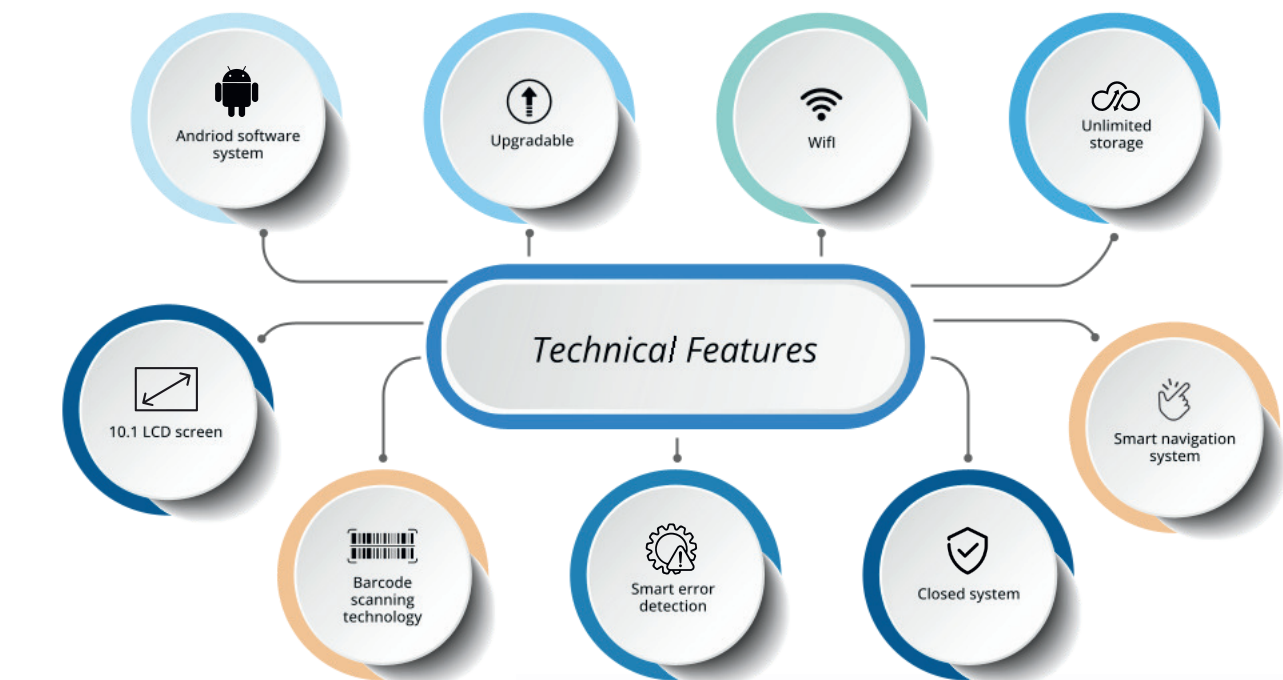 Andriod software
system
Upgradable
WifI
Unlimited
storage
Technical Features
10.1 LCD screen
Smart navigation
system
Barcode
scanning
technology
Smart error
detection
Closed system